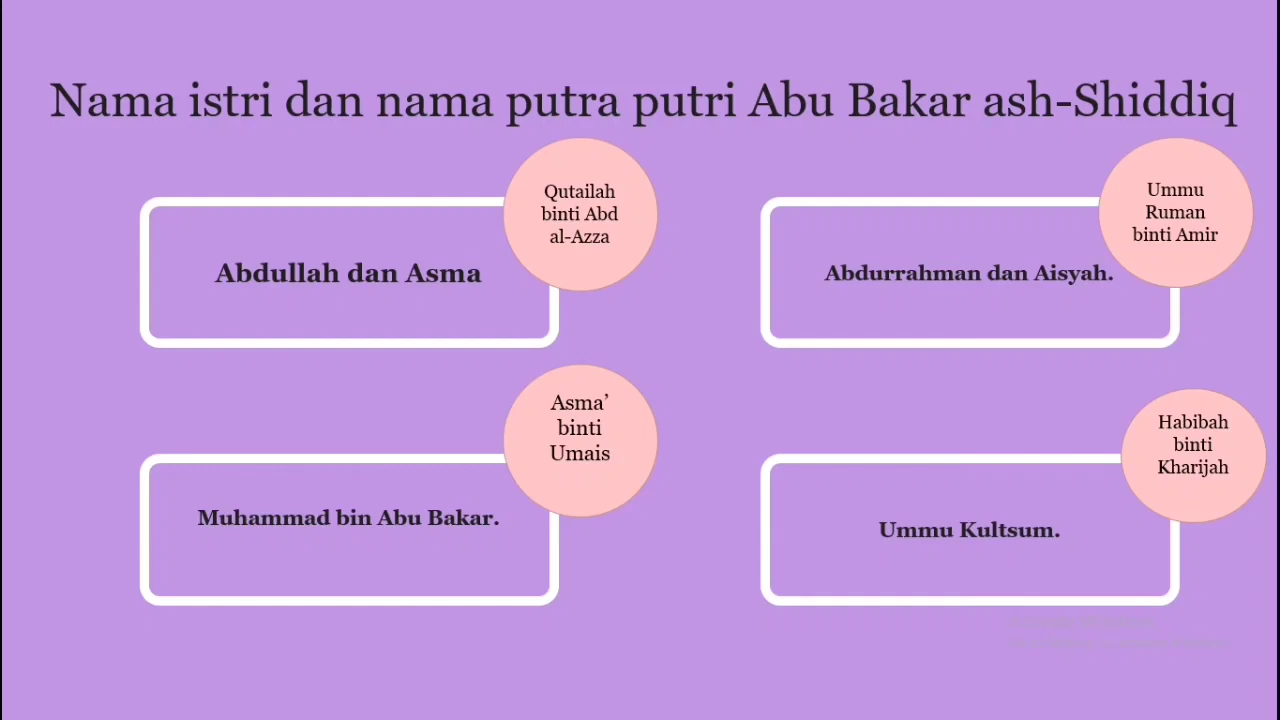 Nama istri dan nama putra putri Abu Bakar ash-Shiddiq
Qutailah
binti Abd
al-Azza
Abdullah dan Asma
Ummu
Ruman
binti Amir
Abdurrahman dan Aisyah.
Asma’
binti
Umais
Muhammad bin Abu Bakar.
Habibah
binti
Kharijah
Ummu Kultsum.